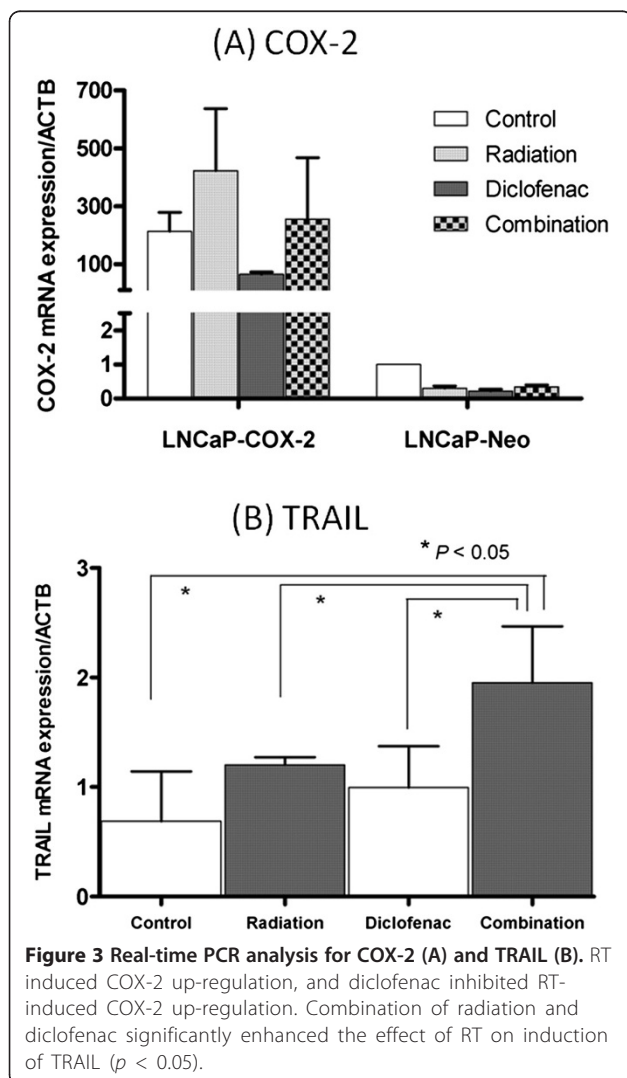 (A) COX-2
COX-2 mRNA expression/ACTB
700
500
300
100
2
1
0
Control
Radiation
Diclofenac
Combination
LNCaP-COX-2 LNCaP-Neo
(B) TRAIL
TRAIL mRNA expression/ACTB
* P < 0.05
3
2
1
0
*
*
*
Control Radiation Diclofenac Combination
Figure 3 Real-time PCR analysis for COX-2 (A) and TRAIL (B). RT
induced COX-2 up-regulation, and diclofenac inhibited RT-
induced COX-2 up-regulation. Combination of radiation and
diclofenac significantly enhanced the effect of RT on induction
of TRAIL (p < 0.05).